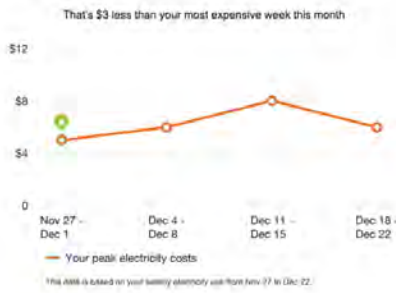 That's $3 less than your most expensive week this month
$12
$8
$4
0
Nov 27 - Dec 4 - Dec 11 - Dec 18 -
Dec 1 Dec 8 Dec 15 Dec 22
Your peak electricity costs
This data is based on your weekly electricity use from Nov 27 to Dec 22.